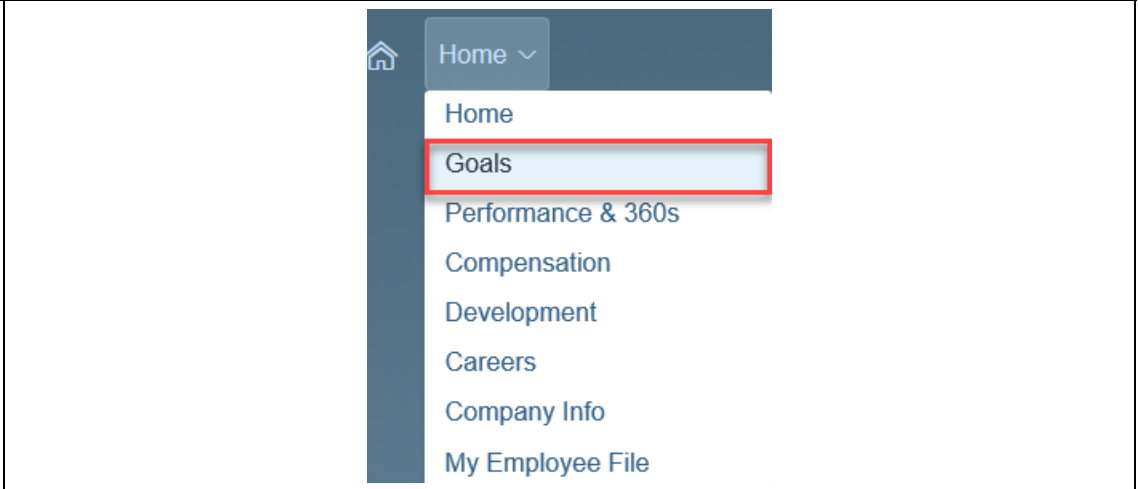 Home
Home
Goals
Performance & 360s
Compensation
Development
Careers
Company Info
My Employee File